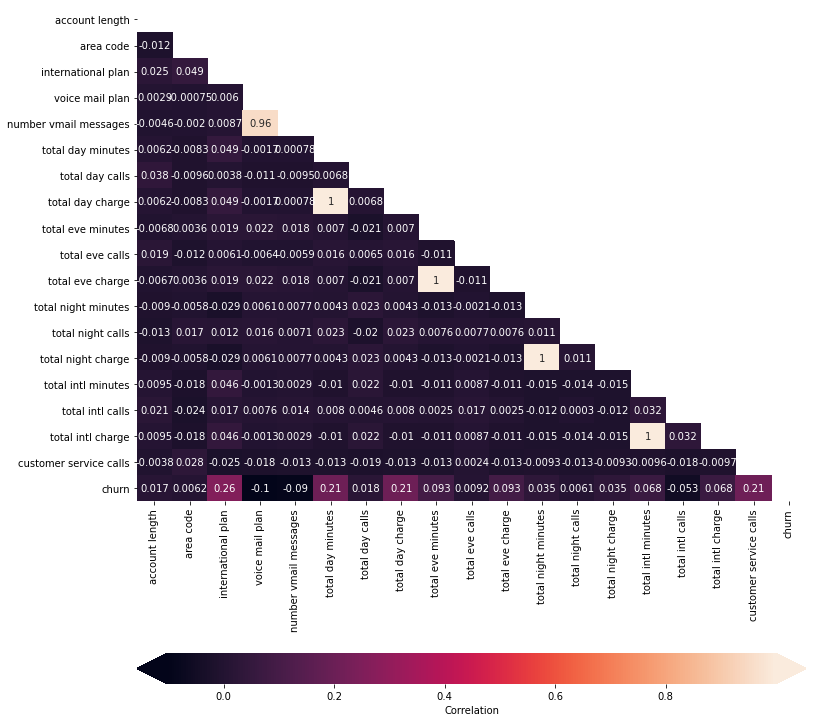 account length
area code -0.012
international plan 0.025 0.049
voice mail plan 0.0029 -0.00075 0.006
number vmail messages -0.0046 -0.002 0.0087 0.96
total day minutes 0.0062 -0.0083 0.049 -0.0017 0.00078
total day calls 0.038 -0.0096 0.0038 -0.011 -0.0095 0.0068
total day charge 0.0062 -0.0083 0.049 -0.0017 0.00078 1 0.0068
total eve minutes -0.0068 0.0036 0.019 0.022 0.018 0.007 -0.021 0.007
total eve calls 0.019 -0.012 0.0061 -0.0064 -0.0059 0.016 0.0065 0.016 -0.011
total eve charge -0.0067 0.0036 0.019 0.022 0.018 0.007 -0.021 0.007 1 -0.011
total night minutes -0.009 -0.0058 -0.029 0.0061 0.0077 0.0043 0.023 0.0043 -0.013 -0.0021 -0.013
total night calls -0.013 0.017 0.012 0.016 0.0071 0.023 -0.02 0.023 0.0076 0.0077 0.0076 0.011
total night charge -0.009 -0.0058 -0.029 0.0061 0.0077 0.0043 0.023 0.0043 -0.013 -0.0021 -0.013 1 0.011
total intl minutes 0.0095 -0.018 0.046 -0.0013 0.0029 -0.01 0.022 -0.01 -0.011 0.0087 -0.011 -0.015 -0.014 -0.015
total intl calls 0.021 -0.024 0.017 0.0076 0.014 0.008 0.0046 0.008 0.0025 0.017 0.0025 -0.012 0.0003 -0.012 0.032
total intl charge 0.0095 -0.018 0.046 -0.0013 0.0029 -0.01 0.022 -0.01 -0.011 0.0087 -0.011 -0.015 -0.014 -0.015 1 0.032
customer service calls -0.0038 0.028 -0.025 -0.018 -0.013 -0.013 -0.019 -0.013 -0.013 0.0024 -0.013 -0.0093 -0.013 -0.0093 -0.0096 -0.018 -0.0097
churn 0.017 0.0062 0.26 -0.1 -0.09 0.21 0.018 0.21 0.093 0.0092 0.093 0.035 0.0061 0.035 0.068 -0.053 0.068 0.21
account length
area code
international plan
voice mail plan
number vmail messages
total day minutes
total day calls
total day charge
total eve minutes
total eve calls
total eve charge
total night minutes
total night calls
total night charge
total intl minutes
total intl calls
total intl charge
customer service calls
churn
0.0 0.2 0.4 0.6 0.8
Correlation